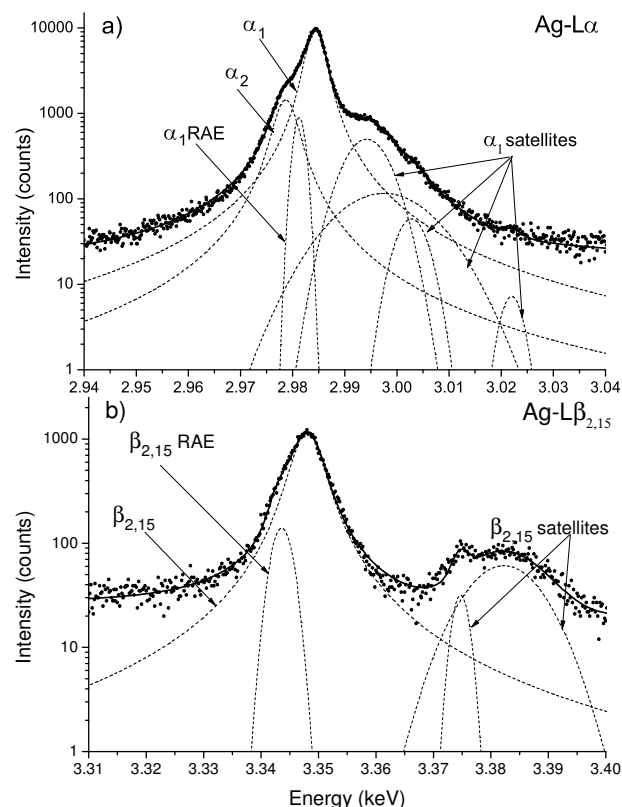 a)
Ag-Lα
α1
α2
α1RAE
α1 satellites
10000
1000
100
10
1
Intensity (counts)
2.94 2.95 2.96 2.97 2.98 2.99 3.00 3.01 3.02 3.03 3.04
b)
Ag-Lβ2,15
β2,15 RAE
β2,15
β2,15 satellites
1000
100
10
1
Intensity (counts)
3.31 3.32 3.33 3.34 3.35 3.36 3.37 3.38 3.39 3.40
Energy (keV)